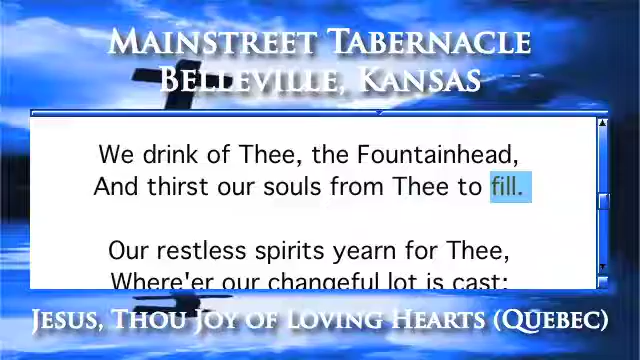 Mainstreet Tabernacle
Belleville, Kansas
We drink of Thee, the Fountainhead,
And thirst our souls from Thee to fill.
Our restless spirits yearn for Thee,
Where'er our changeful lot is cast;
Jesus, Thou Joy of Loving Hearts (Quebec)